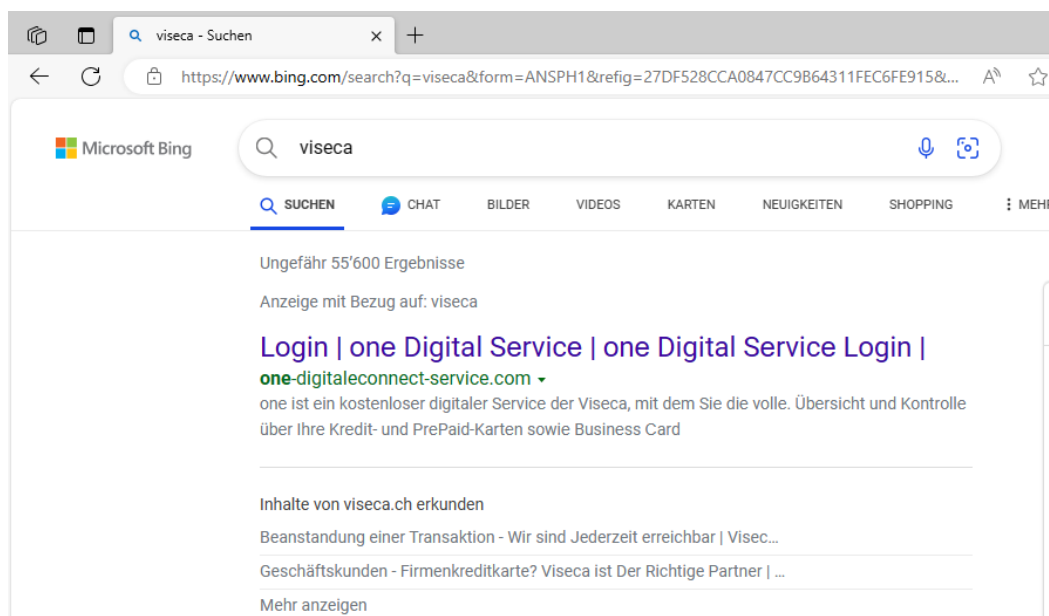 viseca - Suchen
https://www.bing.com/search?q=viseca&form=ANSPH1&refig=27DF528CCA0847CC9B64311FEC6FE915&...
Microsoft Bing
viseca
SUCHEN CHAT BILDER VIDEOS KARTEN NEUIGKEITEN SHOPPING MEHR
Ungefähr 55'600 Ergebnisse
Anzeige mit Bezug auf: viseca
Login | one Digital Service | one Digital Service Login |
one-digitaleconnect-service.com
one ist ein kostenloser digitaler Service der Viseca, mit dem Sie die volle. Übersicht und Kontrolle
über Ihre Kredit- und PrePaid-Karten sowie Business Card
Inhalte von viseca.ch erkunden
Beanstandung einer Transaktion - Wir sind Jederzeit erreichbar | Visec...
Geschäftskunden - Firmenkreditkarte? Viseca ist Der Richtige Partner | ...
Mehr anzeigen